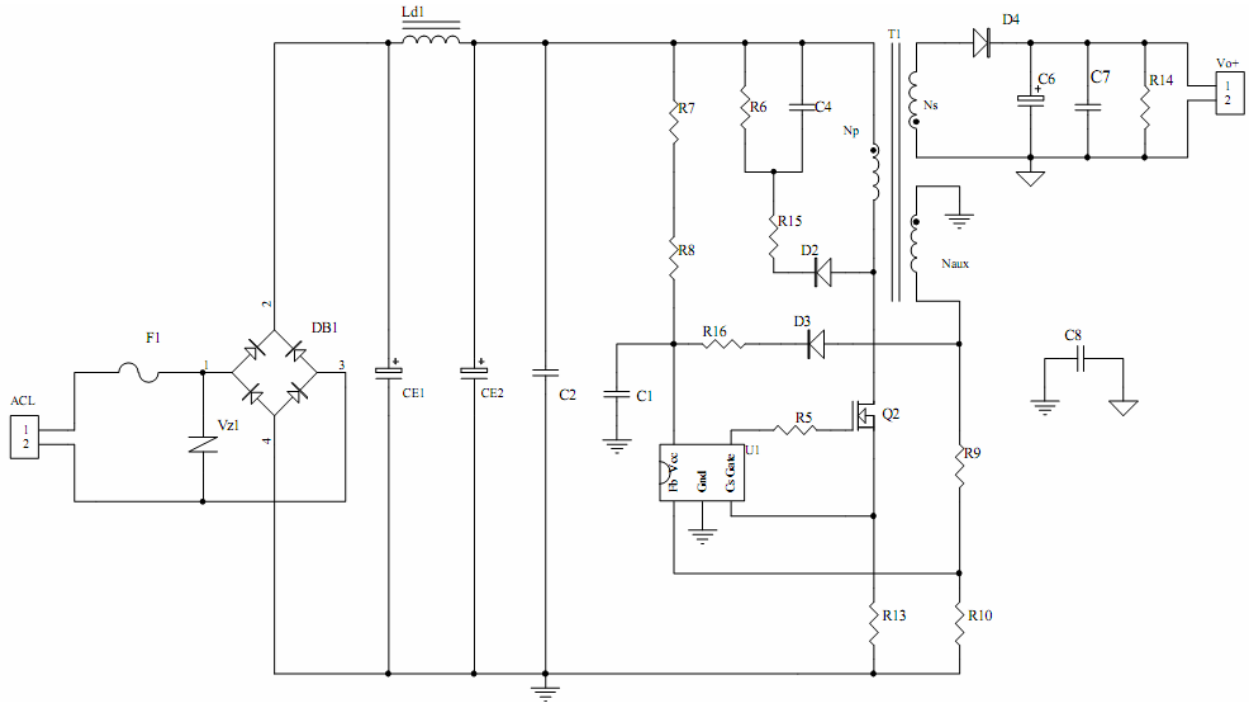 Ld1
D4
T1
Vo+
1
2
C6
+
C7
R14
R7
R6
C4
Np
Ns
R15
R8
D2
Naux
2
F1
DB1
1
3
R16
D3
C8
+
CE1
+
CE2
C2
C1
ACL
1
2
Vz1
4
R5
Q2
U1
Fb Vcc
Gnd
Cs Gate
R9
R13
R10